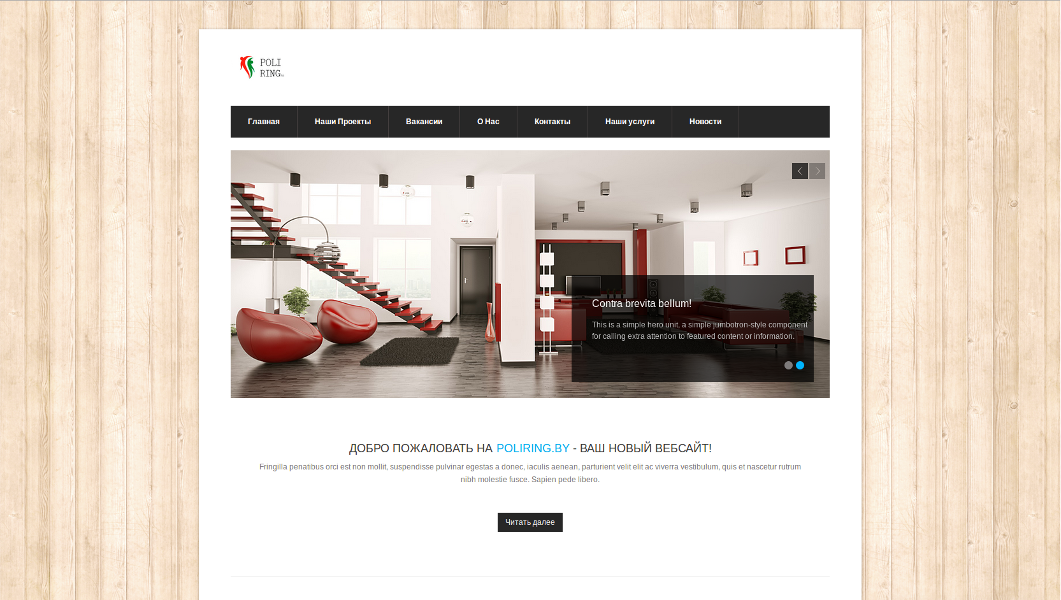 POLI
RING
Главная Наши Проекты Вакансии О Нас Контакты Наши услуги Новости
Contra brevita bellum!
This is a simple hero unit, a simple jumbotron-style component
for calling extra attention to featured content or information.
ДОБРО ПОЖАЛОВАТЬ НА POLIRING.BY - ВАШ НОВЫЙ ВЕБСАЙТ!
Fringilla penatibus orci est non mollit, suspendisse pulvinar egestas a donec, iaculis aenean, parturient velit elit ac viverra vestibulum, quis et nascetur rutrum
nibh molestie fusce. Sapien pede libero.
Читать далее